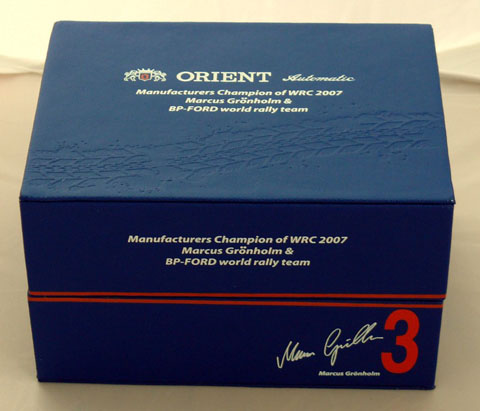 ORIENT Automatic
Manufacturers Champion of WRC 2007
Marcus Grönholm &
BP-FORD world rally team
Manufacturers Champion of WRC 2007
Marcus Grönholm &
BP-FORD world rally team
3
Marcus Grönholm